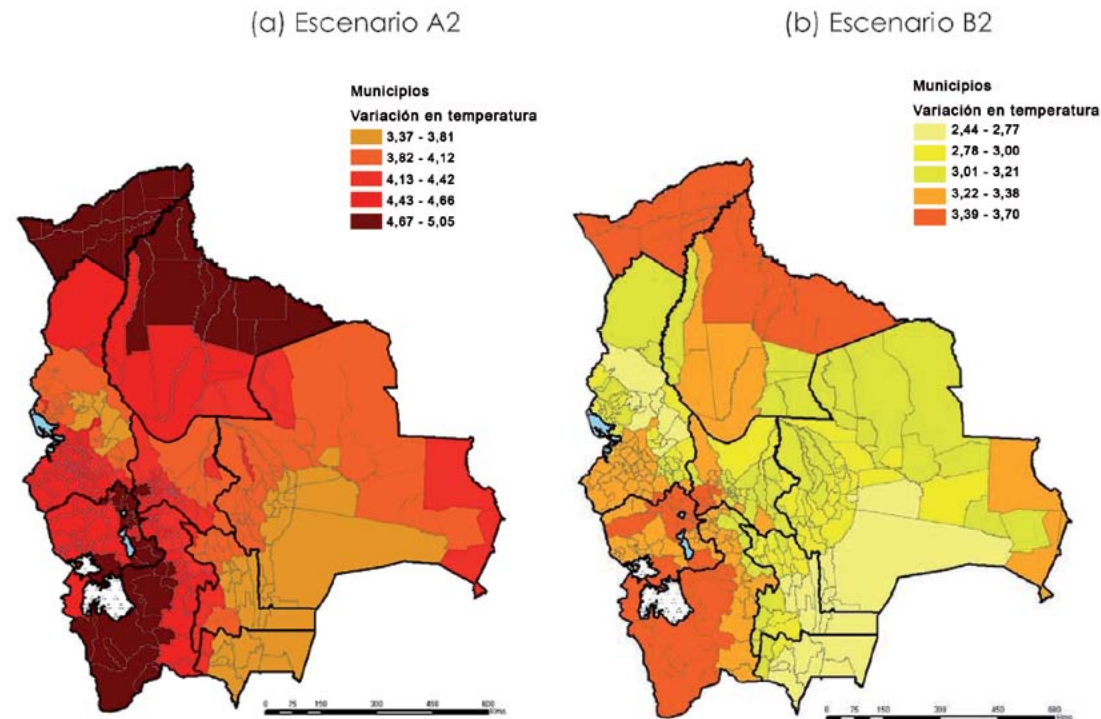 (a) Escenario A2
(b) Escenario B2
Municipios
Variación en temperatura
3,37 - 3,81
3,82 - 4,12
4,13 - 4,42
4,43 - 4,66
4,67 - 5,05
Municipios
Variación en temperatura
2,44 - 2,77
2,78 - 3,00
3,01 - 3,21
3,22 - 3,38
3,39 - 3,70
0 75 150 300 450 600
0 75 150 300 450 600